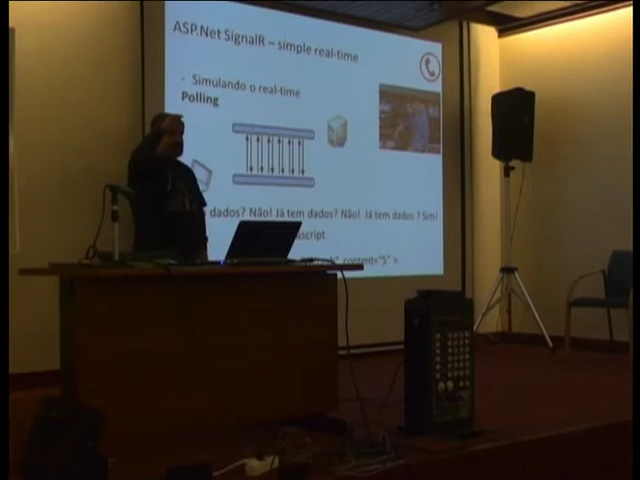 ASP.Net SignalR – simple real-time
- Simulando o real-time
Polling
dados? Não! Já tem dados? Não! Já tem dados ? Sim!
content="5" >